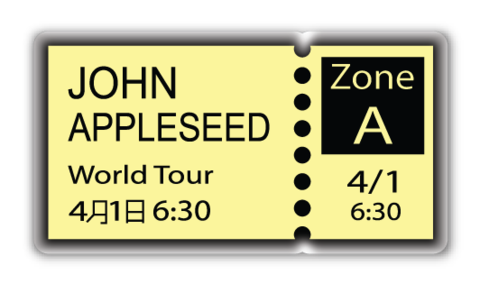 JOHN
APPLESEED
World Tour
4月1日 6:30
Zone
A
4/1
6:30